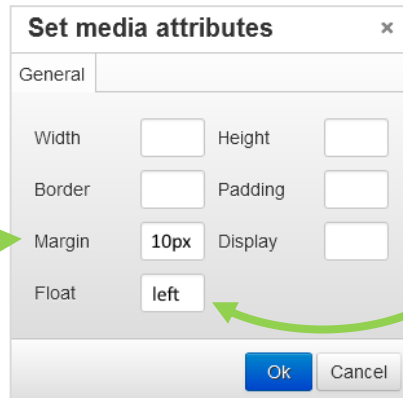 Set media attributes ×
General
Width Height
Border Padding
Margin 10px Display
Float left
Ok Cancel